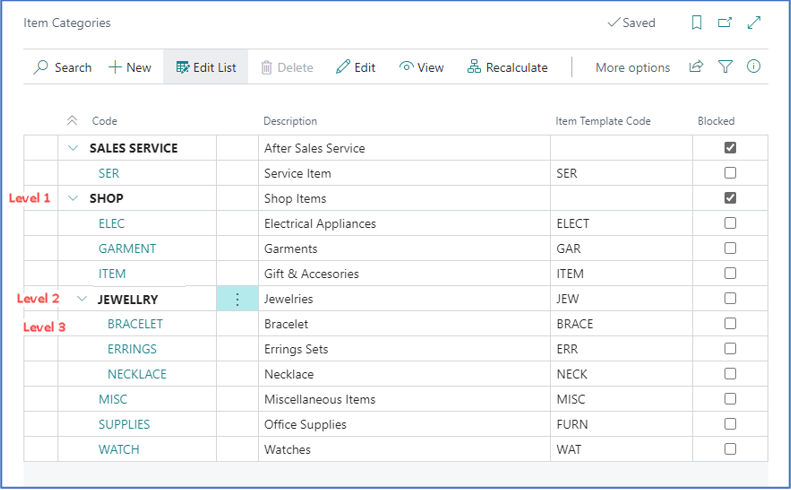 Item Categories Saved
Search New Edit List Delete Edit View Recalculate More options
Code Description Item Template Code Blocked
SALES SERVICE After Sales Service
SER Service Item SER
Level 1 SHOP Shop Items
ELEC Electrical Appliances ELECT
GARMENT Garments GAR
ITEM Gift & Accesories ITEM
Level 2 JEWELLRY Jewelries JEW
Level 3 BRACELET Bracelet BRACE
ERRINGS Errings Sets ERR
NECKLACE Necklace NECK
MISC Miscellaneous Items MISC
SUPPLIES Office Supplies FURN
WATCH Watches WAT